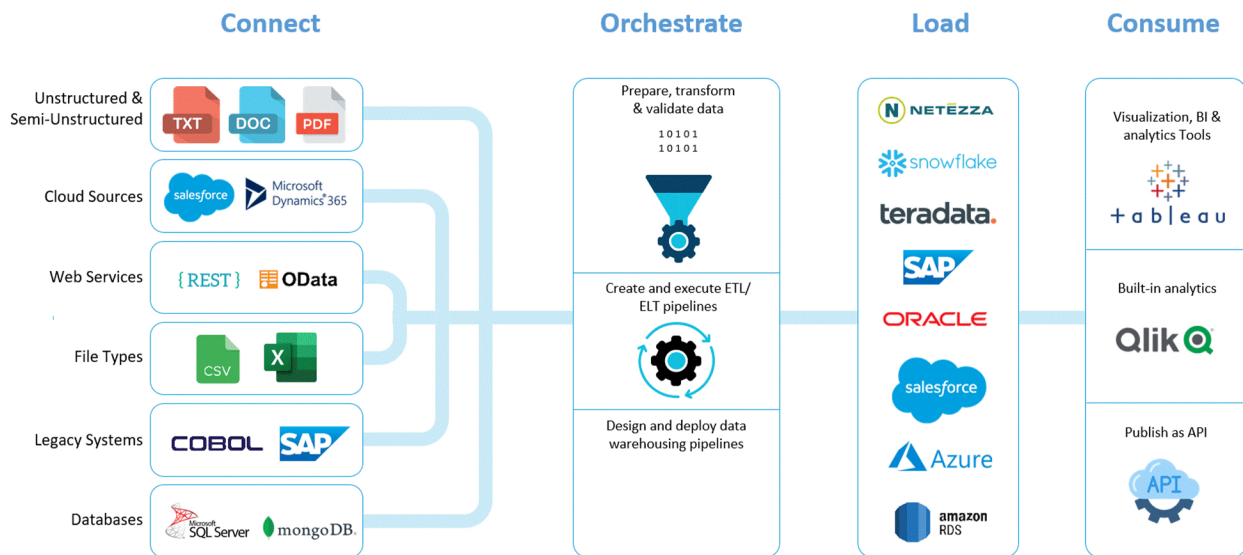 Connect
Orchestrate
Load
Consume
Unstructured &
Semi-Unstructured
TXT
DOC
PDF
Cloud Sources
salesforce
Microsoft
Dynamics 365
Web Services
{ REST }
OData
File Types
CSV
X
Legacy Systems
COBOL
SAP
Databases
Microsoft
SQL Server
mongoDB.
Prepare, transform
& validate data
10101
10101
Create and execute ETL/
ELT pipelines
Design and deploy data
warehousing pipelines
N NETEZZA
snowflake
teradata.
SAP
ORACLE
salesforce
Azure
amazon
RDS
Visualization, BI &
analytics Tools
+ableau
Built-in analytics
Qlik
Publish as API
API